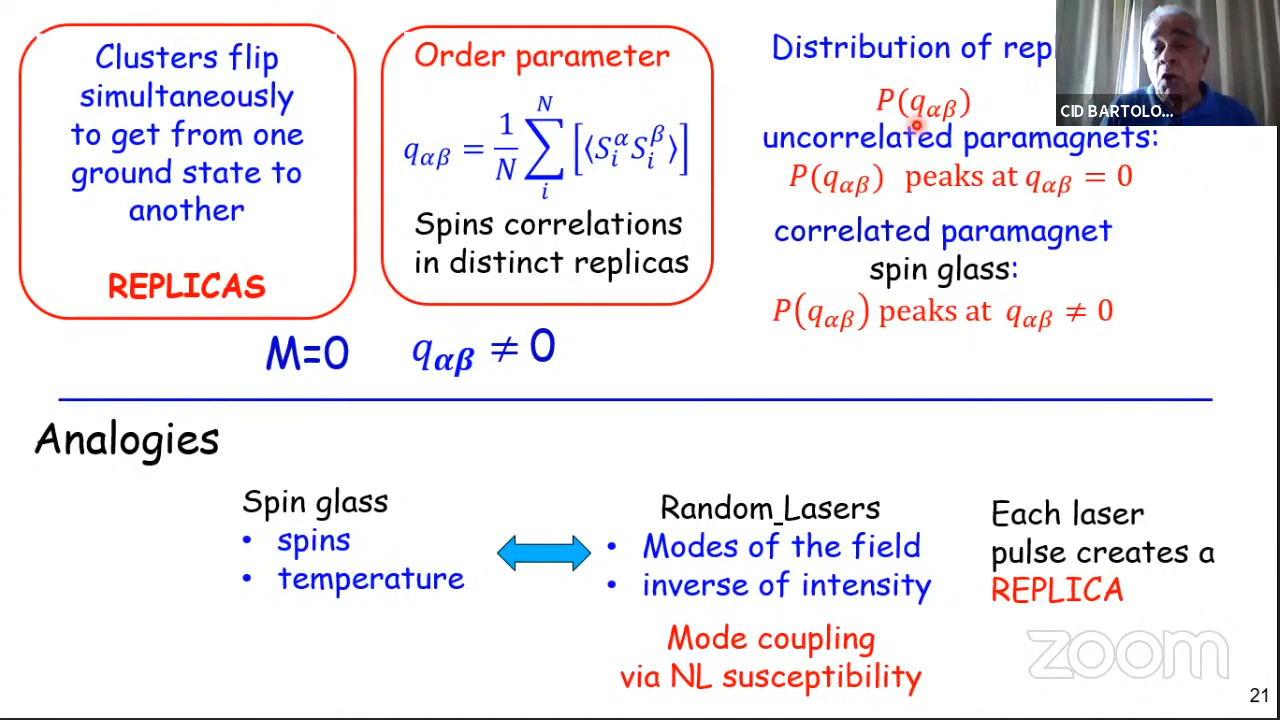 Clusters flip
simultaneously
to get from one
ground state to
another
REPLICAS
Order parameter
q_{αβ} = \frac{1}{N} \sum_{i}^{N} [⟨S_i^α S_i^β⟩]
Spins correlations
in distinct replicas
M=0 q_{αβ} ≠ 0
Distribution of rep
P(q_{αβ})
uncorrelated paramagnets:
P(q_{αβ}) peaks at q_{αβ} = 0
correlated paramagnet
spin glass:
P(q_{αβ}) peaks at q_{αβ} ≠ 0
CID BARTOLO...
Analogies
Spin glass
• spins
• temperature
Random Lasers
• Modes of the field
• inverse of intensity
Mode coupling
via NL susceptibility
Each laser
pulse creates a
REPLICA
zoom
21